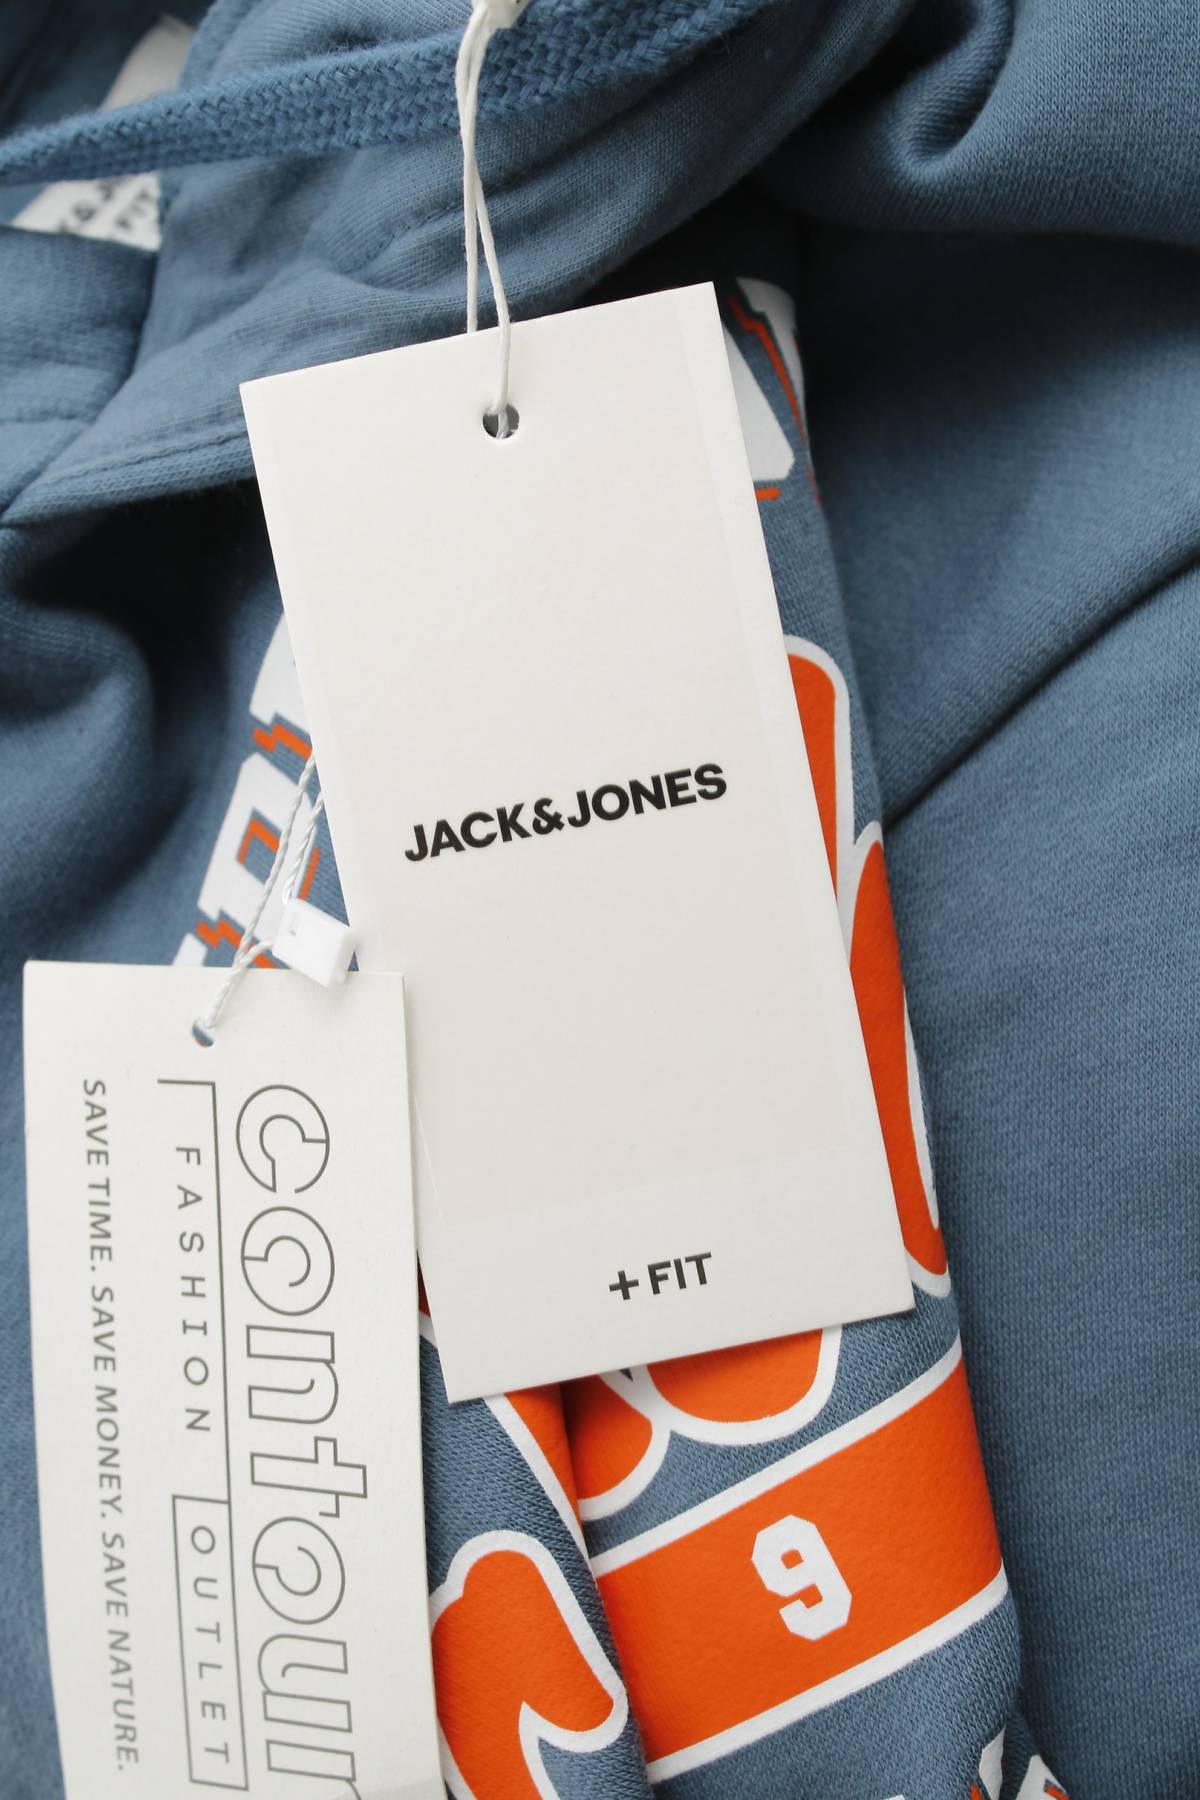 JACK&JONES
+ FIT
contour
FASHION OUTLET
SAVE TIME. SAVE MONEY. SAVE NATURE.
9